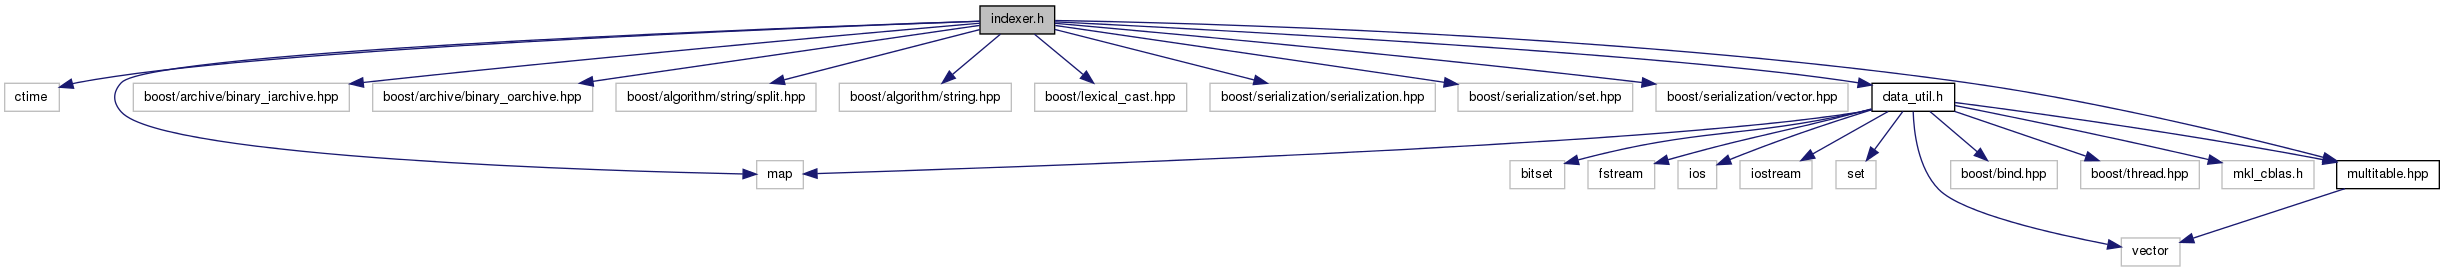 indexer.h
ctime
boost/archive/binary_iarchive.hpp
boost/archive/binary_oarchive.hpp
boost/algorithm/string/split.hpp
boost/algorithm/string.hpp
boost/lexical_cast.hpp
boost/serialization/serialization.hpp
boost/serialization/set.hpp
boost/serialization/vector.hpp
data_util.h
map
bitset
fstream
ios
iostream
set
boost/bind.hpp
boost/thread.hpp
mkl_cblas.h
multitable.hpp
vector